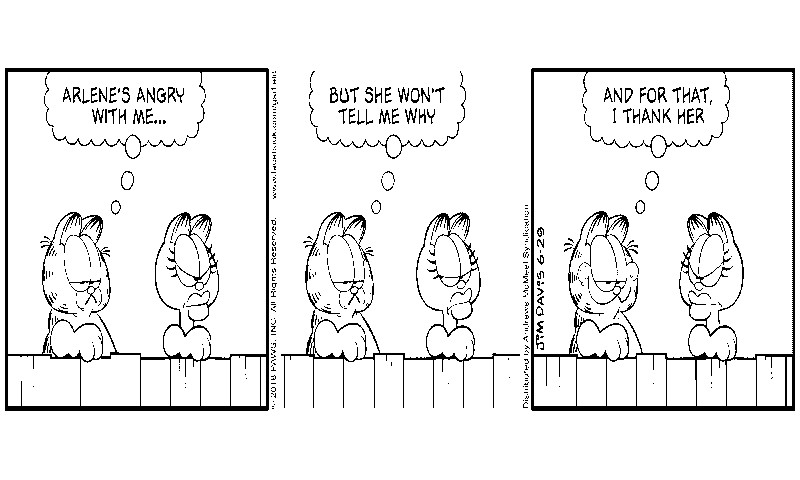 ARLENE'S ANGRY
WITH ME...
BUT SHE WON'T
TELL ME WHY
AND FOR THAT,
I THANK HER
© 2018 PAWS, INC. All Rights Reserved.
Distributed by Andrews McMeel Syndication
JIM DAVIS 6-29